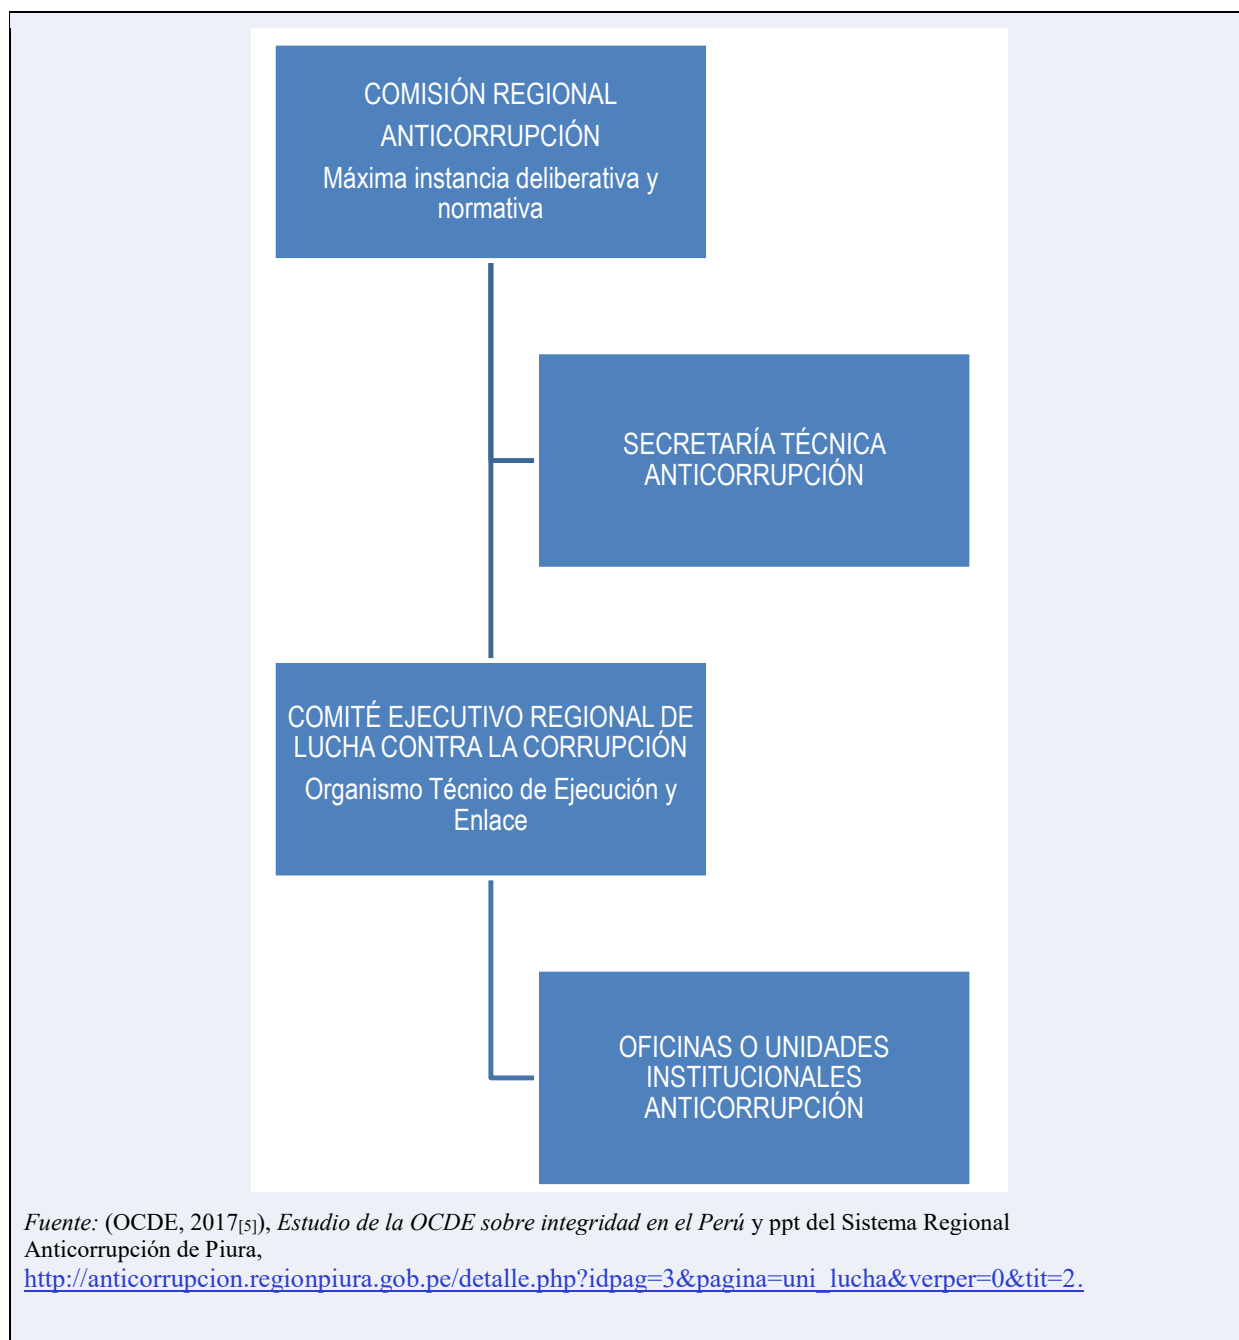 COMISIÓN REGIONAL
ANTICORRUPCIÓN
Máxima instancia deliberativa y
normativa
SECRETARÍA TÉCNICA
ANTICORRUPCIÓN
COMITÉ EJECUTIVO REGIONAL DE
LUCHA CONTRA LA CORRUPCIÓN
Organismo Técnico de Ejecución y
Enlace
OFICINAS O UNIDADES
INSTITUCIONALES
ANTICORRUPCIÓN
Fuente: (OCDE, 2017[5]), Estudio de la OCDE sobre integridad en el Perú y ppt del Sistema Regional
Anticorrupción de Piura,
http://anticorrupcion.regionpiura.gob.pe/detalle.php?idpag=3&pagina=uni_lucha&verper=0&tit=2.